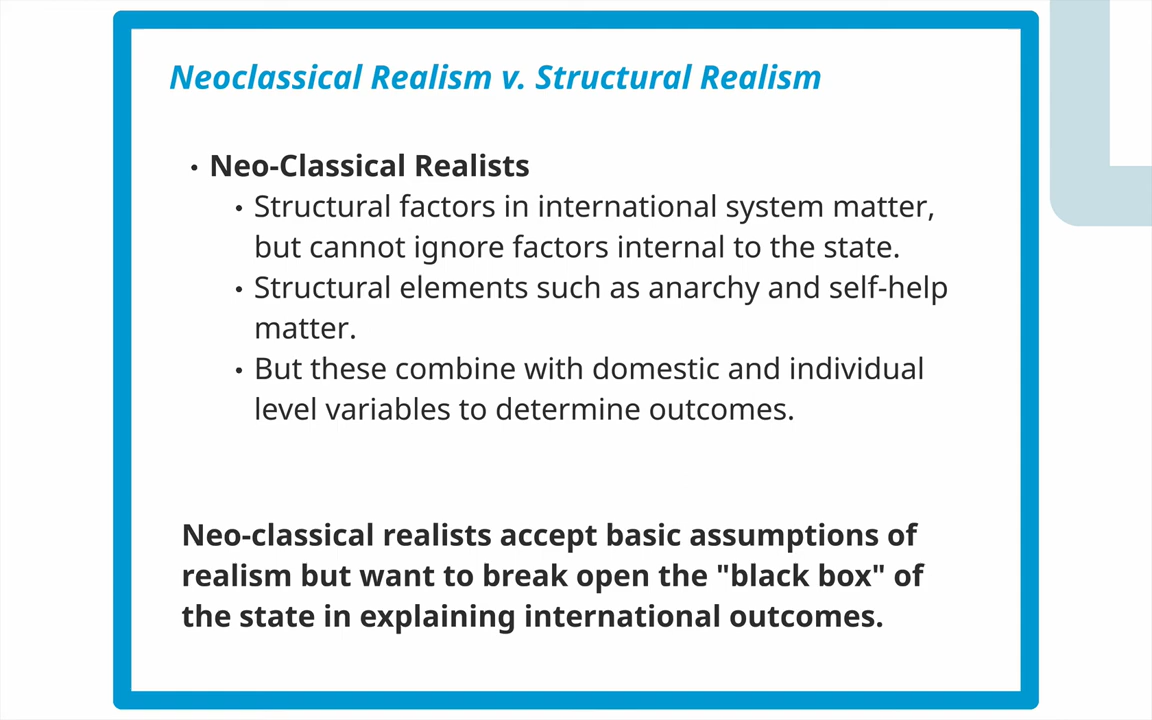 Neoclassical Realism v. Structural Realism
• Neo-Classical Realists
• Structural factors in international system matter,
but cannot ignore factors internal to the state.
• Structural elements such as anarchy and self-help
matter.
• But these combine with domestic and individual
level variables to determine outcomes.
Neo-classical realists accept basic assumptions of
realism but want to break open the "black box" of
the state in explaining international outcomes.